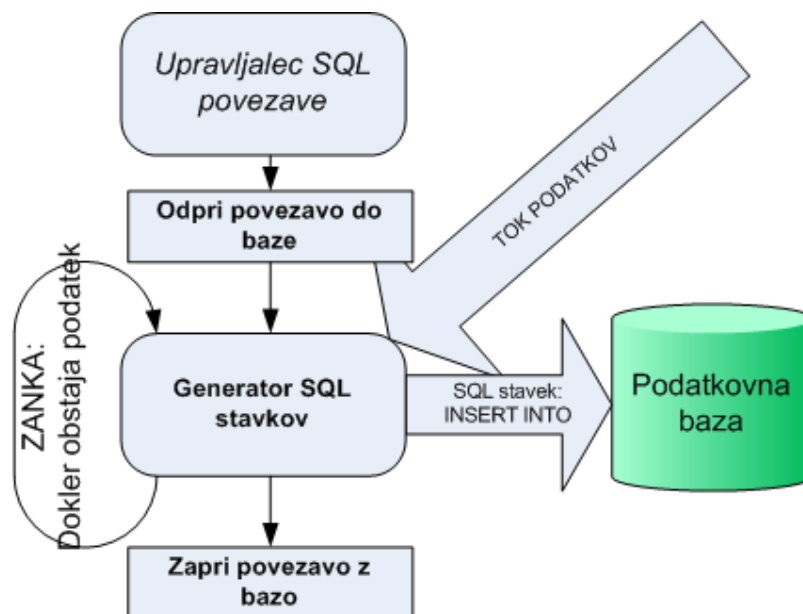 Upravljalec SQL
povezave
Odpri povezavo do
baze
TOK PODATKOV
ZANKA:
Dokler obstaja podatek
Generator SQL
stavkov
SQL stavek:
INSERT INTO
Podatkovna
baza
Zapri povezavo z
bazo